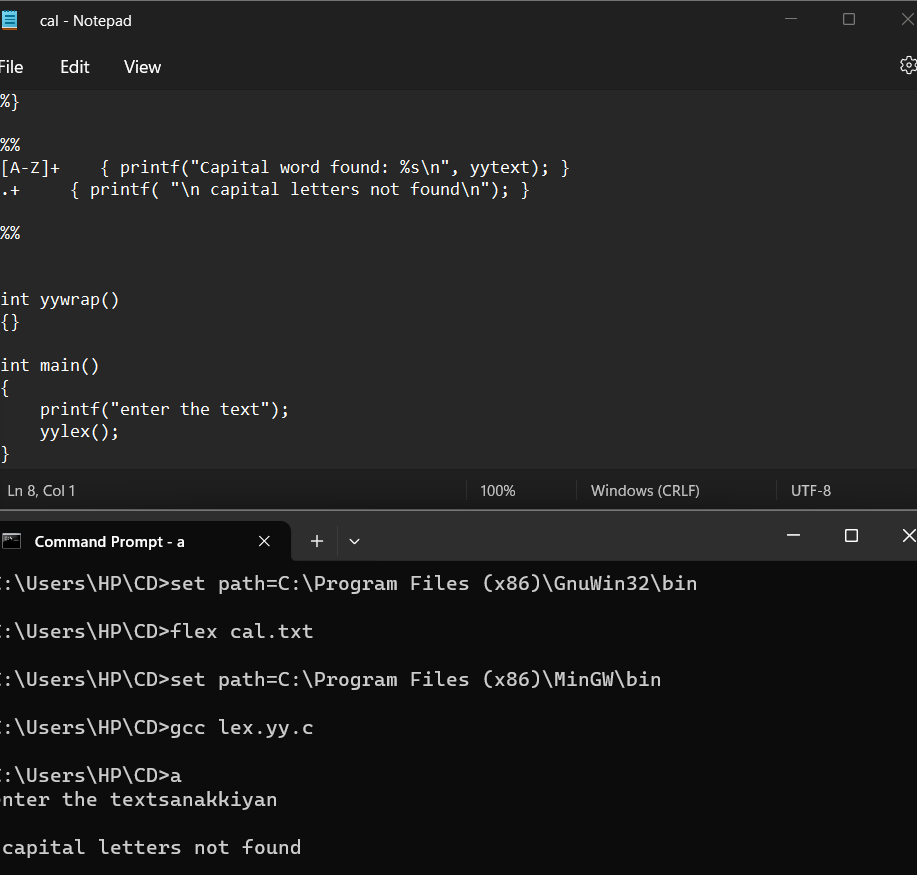 cal - Notepad
File Edit View
%}
%%
[A-Z]+    { printf("Capital word found: %s\n", yytext); }
.+     { printf( "\n capital letters not found\n"); }
%%
int yywrap()
{}
int main()
{
    printf("enter the text");
    yylex();
}
Ln 8, Col 1 100% Windows (CRLF) UTF-8
Command Prompt - a
:\Users\HP\CD>set path=C:\Program Files (x86)\GnuWin32\bin
:\Users\HP\CD>flex cal.txt
:\Users\HP\CD>set path=C:\Program Files (x86)\MinGW\bin
:\Users\HP\CD>gcc lex.yy.c
:\Users\HP\CD>a
enter the textsanakkiyan
capital letters not found